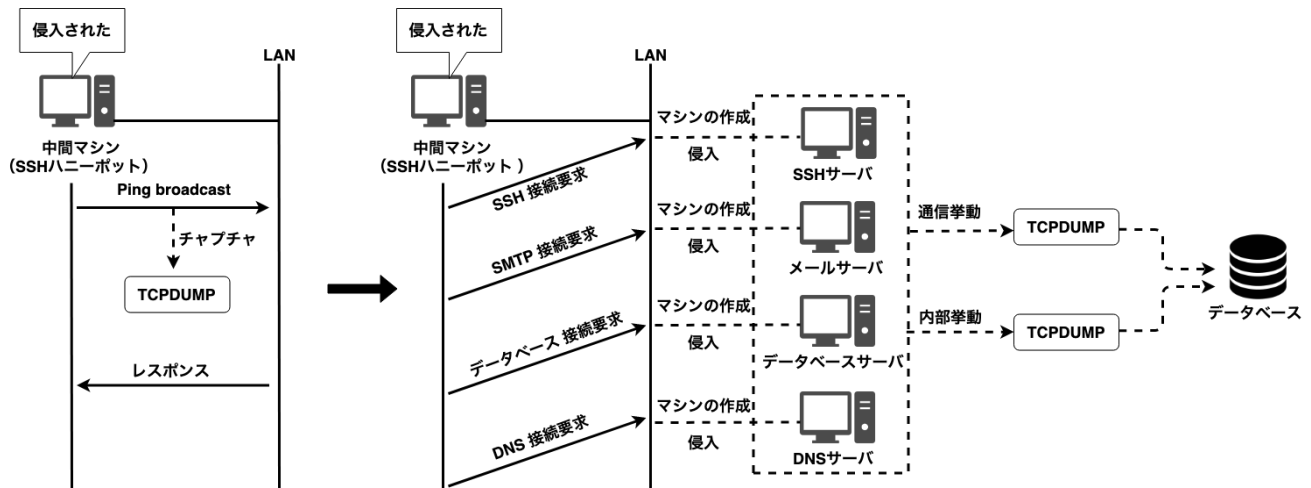 侵入された
LAN
中間マシン
（SSHハニーポット）
Ping broadcast
チャプチャ
TCPDUMP
レスポンス
侵入された
LAN
中間マシン
（SSHハニーポット ）
SSH 接続要求
SMTP 接続要求
データベース 接続要求
DNS 接続要求
マシンの作成
侵入
SSHサーバ
マシンの作成
侵入
メールサーバ
マシンの作成
侵入
データベースサーバ
マシンの作成
侵入
DNSサーバ
通信挙動
TCPDUMP
内部挙動
TCPDUMP
データベース